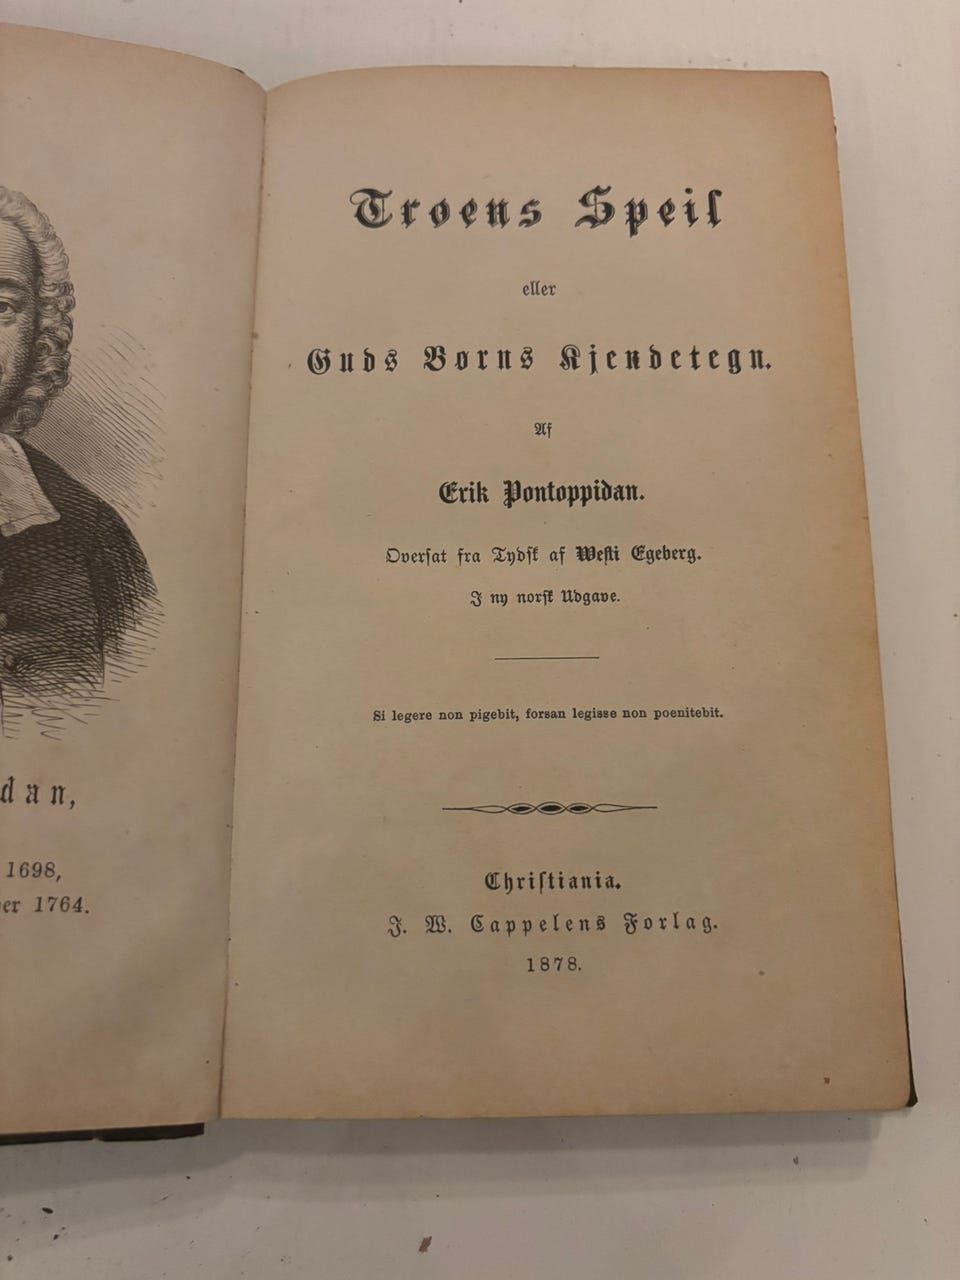 dan,
1698,
er 1764.
Troens Speil
eller
Guds Børns Kjendetegn.
Af
Erik Pontoppidan.
Oversat fra Tydsk af Westi Egeberg.
I ny norsk Udgave.
Si legere non pigebit, forsan legisse non poenitebit.
Christiania.
J. W. Cappelens Forlag.
1878.